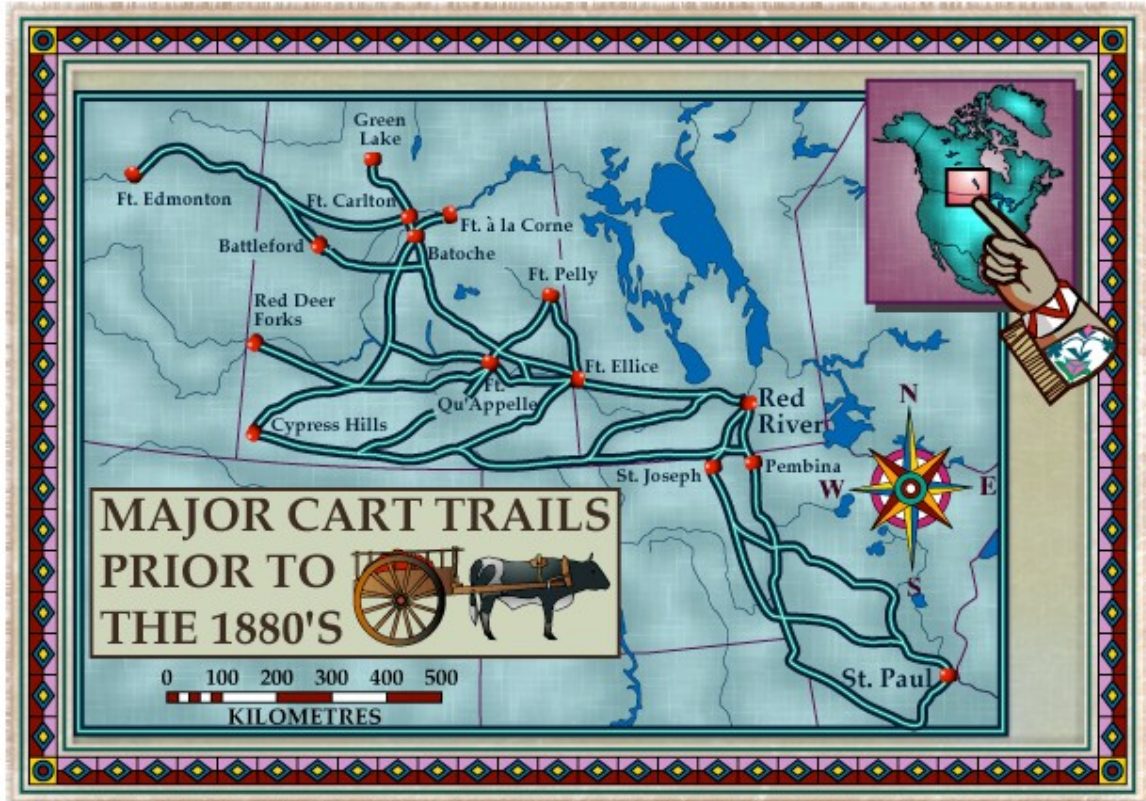 Green
Lake
Ft. Edmonton
Ft. Carlton
Ft. à la Corne
Battleford
Batoche
Ft. Pelly
Red Deer
Forks
Ft. Ellice
Ft.
Qu'Appelle
Red
River
Cypress Hills
St. Joseph
Pembina
N
W
E
S
MAJOR CART TRAILS
PRIOR TO
THE 1880'S
0 100 200 300 400 500
KILOMETRES
St. Paul